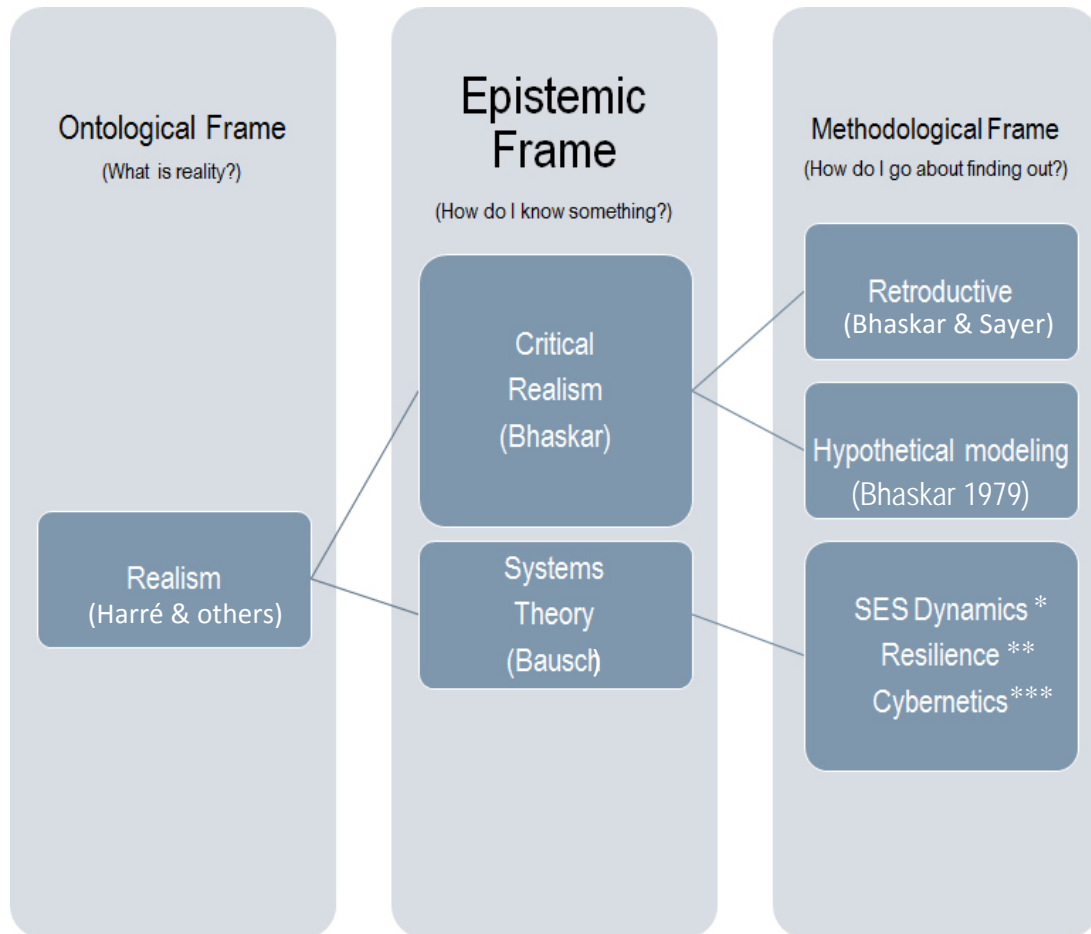 Ontological Frame
(What is reality?)
Realism
(Harré & others)
Epistemic
Frame
(How do I know something?)
Critical
Realism
(Bhaskar)
Systems
Theory
(Bausch)
Methodological Frame
(How do I go about finding out?)
Retroductive
(Bhaskar & Sayer)
Hypothetical modeling
(Bhaskar 1979)
SES Dynamics *
Resilience **
Cybernetics***